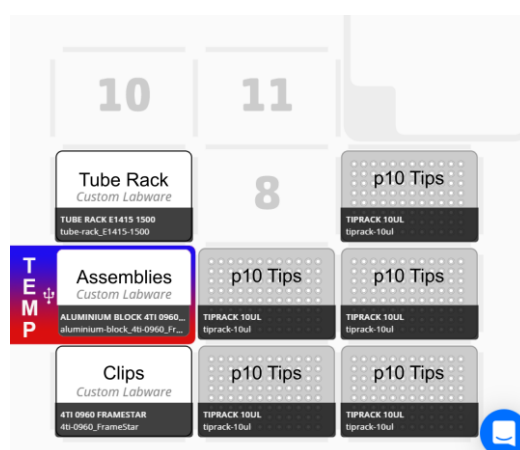 10
11
Tube Rack
Custom Labware
TUBE RACK E1415 1500
tube-rack_E1415-1500
8
p10 Tips
TIPRACK 10UL
tiprack-10ul
TEMP
Assemblies
Custom Labware
ALUMINIUM BLOCK 4TI 0960_...
aluminium-block_4ti-0960_Fr...
p10 Tips
TIPRACK 10UL
tiprack-10ul
p10 Tips
TIPRACK 10UL
tiprack-10ul
Clips
Custom Labware
4TI 0960 FRAMESTAR
4ti-0960_FrameStar
p10 Tips
TIPRACK 10UL
tiprack-10ul
p10 Tips
TIPRACK 10UL
tiprack-10ul